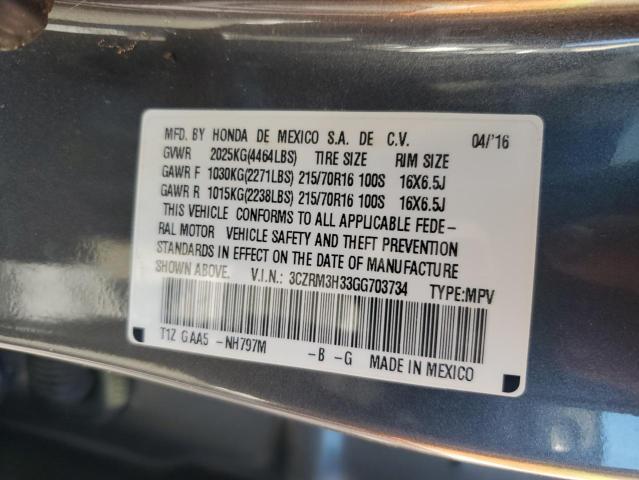 MFD. BY HONDA DE MEXICO S.A. DE C.V. 04/'16
GVWR 2025KG(4464LBS) TIRE SIZE RIM SIZE
GAWR F 1030KG(2271LBS) 215/70R16 100S 16X6.5J
GAWR R 1015KG(2238LBS) 215/70R16 100S 16X6.5J
THIS VEHICLE CONFORMS TO ALL APPLICABLE FEDE-
RAL MOTOR VEHICLE SAFETY AND THEFT PREVENTION
STANDARDS IN EFFECT ON THE DATE OF MANUFACTURE
SHOWN ABOVE. V.I.N.: 3CZRM3H33GG703734 TYPE:MPV
T1Z GAA5 -NH797M -B -G MADE IN MEXICO